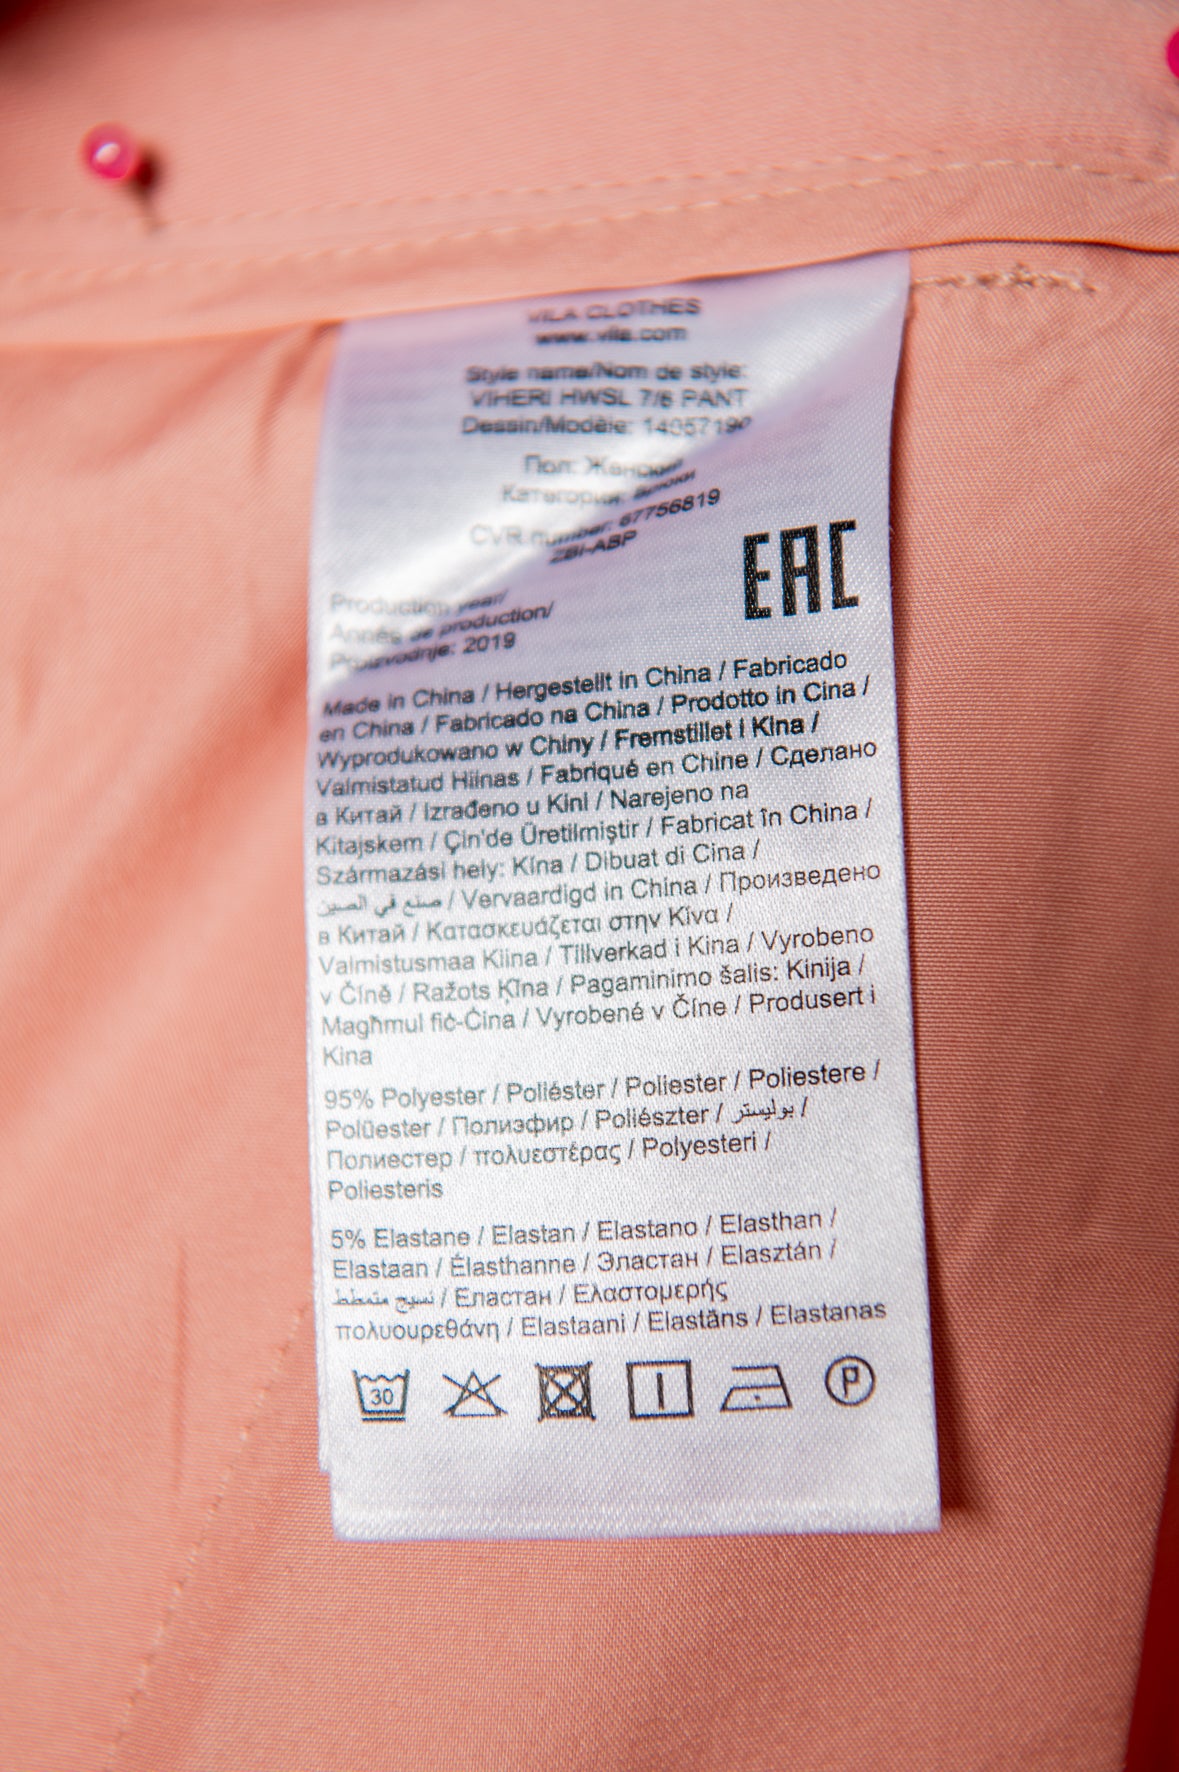 VILA CLOTHES
www.vila.com
Style name/Nom de style:
VIHERI HWSL 7/8 PANT
Dessin/Modèle: 14057190
Пол: Женский
Категория: Брюки
CVR number: 67756819
ZBI-ABP
EAC
Production year/
Année de production/
Proizvodnje: 2019
Made in China / Hergestellt in China / Fabricado
en China / Fabricado na China / Prodotto in Cina /
Wyprodukowano w Chiny / Fremstillet i Kina /
Valmistatud Hiinas / Fabriqué en Chine / Сделано
в Китай / Izrađeno u Kini / Narejeno na
Kitajskem / Çin'de Üretilmiştir / Fabricat în China /
Származási hely: Kína / Dibuat di Cina /
صنع في الصين / Vervaardigd in China / Произведено
в Китай / Κατασκευάζεται στην Κίνα /
Valmistusmaa Kiina / Tillverkad i Kina / Vyrobeno
v Číně / Ražots Ķīna / Pagaminimo šalis: Kinija /
Magħmul fiċ-Ċina / Vyrobené v Číne / Produsert i
Kina
95% Polyester / Poliéster / Poliester / Poliestere /
Polüester / Полиэфир / Poliészter / بوليستر /
Полиестер / πολυεστέρας / Polyesteri /
Poliesteris
5% Elastane / Elastan / Elastano / Elasthan /
Elastaan / Élasthanne / Эластан / Elasztán /
نسيج متمطط / Еластан / Ελαστομερής
πολυουρεθάνη / Elastaani / Elastāns / Elastanas
30 P